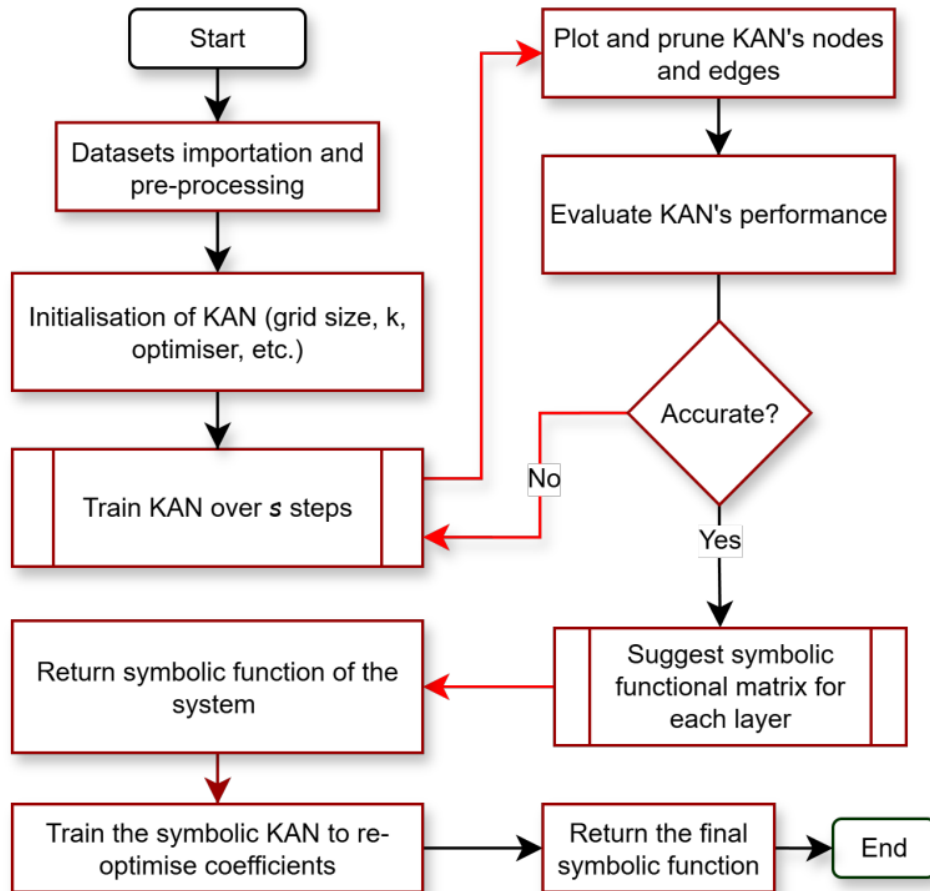 Start
Datasets importation and
pre-processing
Initialisation of KAN (grid size, k,
optimiser, etc.)
Train KAN over s steps
Plot and prune KAN's nodes
and edges
Evaluate KAN's performance
Accurate?
No
Yes
Suggest symbolic
functional matrix for
each layer
Return symbolic function of the
system
Train the symbolic KAN to re-
optimise coefficients
Return the final
symbolic function
End